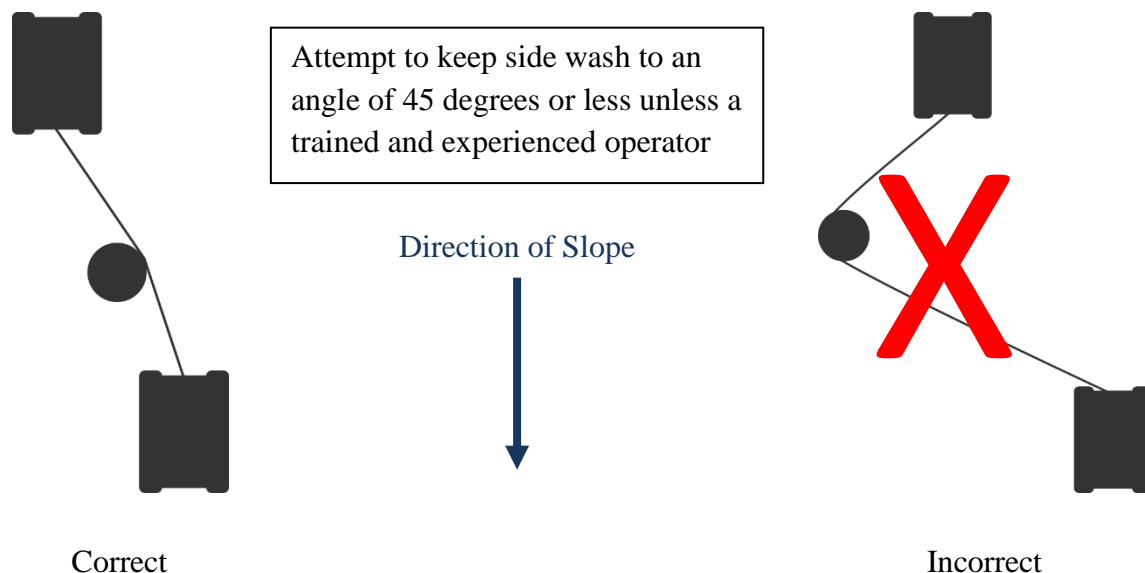 Attempt to keep side wash to an
angle of 45 degrees or less unless a
trained and experienced operator
Direction of Slope
Correct
Incorrect